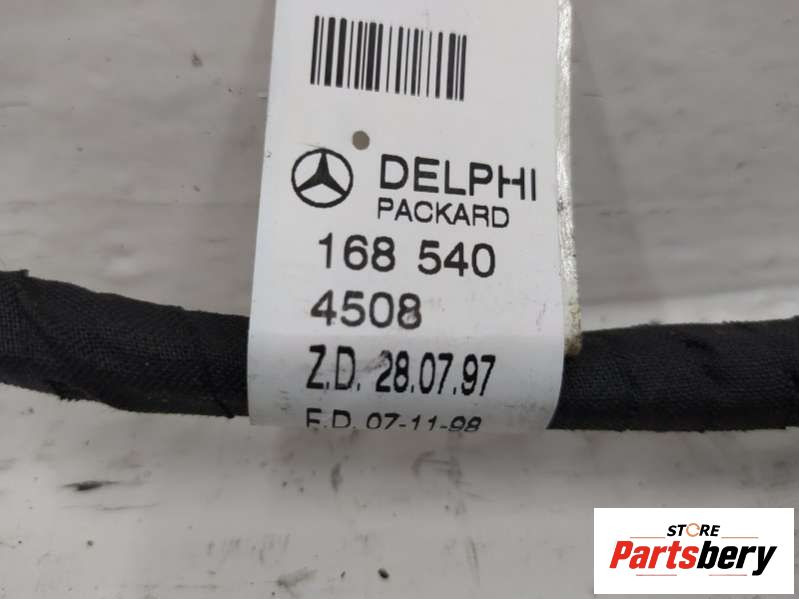 DELPHI
PACKARD
168 540
4508
Z.D. 28.07.97
F.D. 07-11-98
STORE
Partsbery